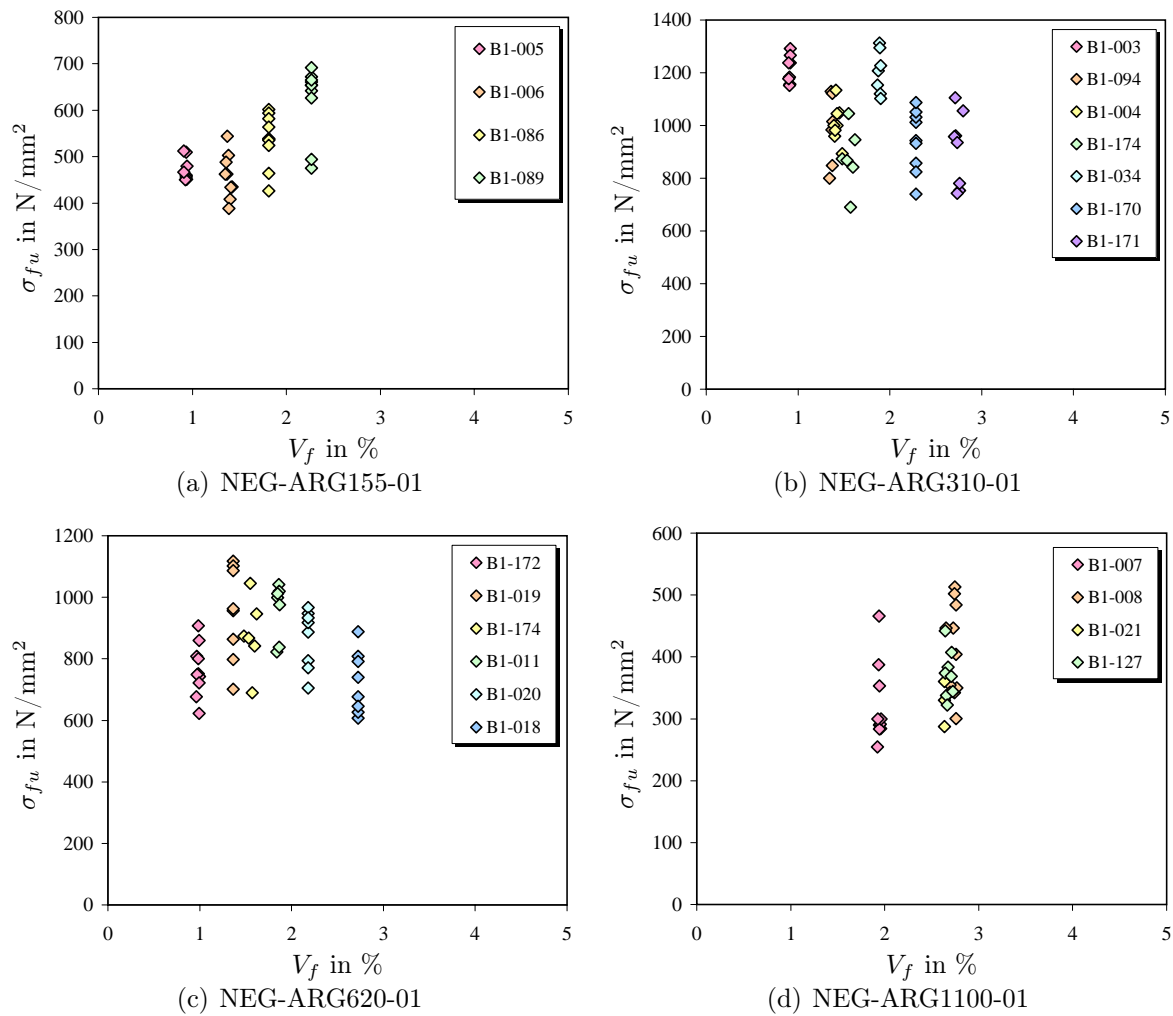 800
700
600
500
400
300
200
100
0
0 1 2 3 4 5
σfu in N/mm²
Vf in %
B1-005
B1-006
B1-086
B1-089
(a) NEG-ARG155-01
1400
1200
1000
800
600
400
200
0
0 1 2 3 4 5
σfu in N/mm²
Vf in %
B1-003
B1-094
B1-004
B1-174
B1-034
B1-170
B1-171
(b) NEG-ARG310-01
1200
1000
800
600
400
200
0
0 1 2 3 4 5
σfu in N/mm²
Vf in %
B1-172
B1-019
B1-174
B1-011
B1-020
B1-018
(c) NEG-ARG620-01
600
500
400
300
200
100
0
0 1 2 3 4 5
σfu in N/mm²
Vf in %
B1-007
B1-008
B1-021
B1-127
(d) NEG-ARG1100-01